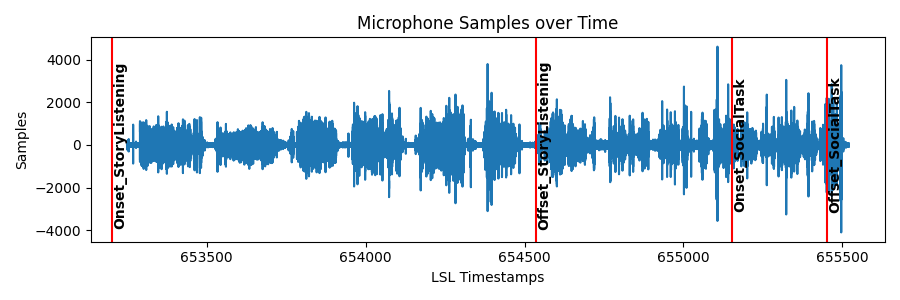 Microphone Samples over Time
Samples
4000
2000
0
−2000
−4000
Onset_StoryListening
Offset_StoryListening
Onset_SocialTask
Offset_SocialTask
653500
654000
654500
655000
655500
LSL Timestamps